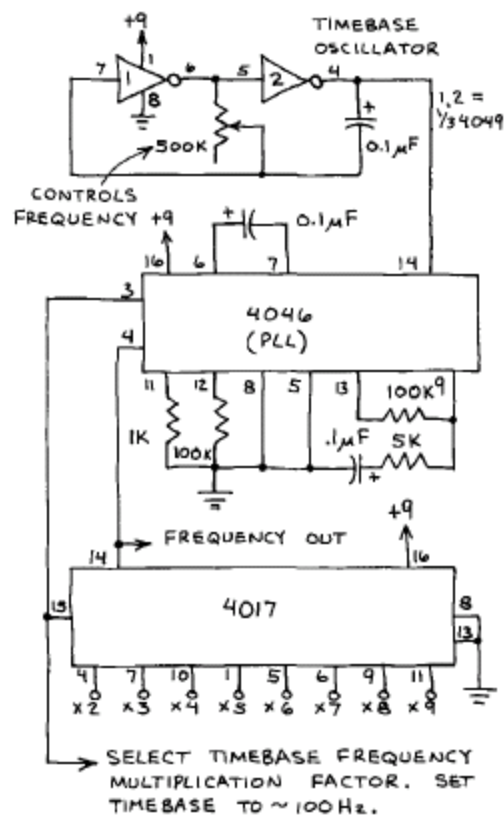 TIMEBASE
OSCILLATOR
+9
1
7
1
6
5
2
4
8
+
1,2 =
1/3 4049
500K
0.1µF
CONTROLS
FREQUENCY
+9
+
0.1µF
16
6
7
14
3
4046
(PLL)
4
11
12
8
5
13
9
100K
1K
100K
.1µF
5K
+
FREQUENCY OUT
+9
14
16
15
4017
8
13
4
7
10
1
5
6
9
11
x2
x3
x4
x5
x6
x7
x8
x9
SELECT TIMEBASE FREQUENCY
MULTIPLICATION FACTOR. SET
TIMEBASE TO ~100 Hz.